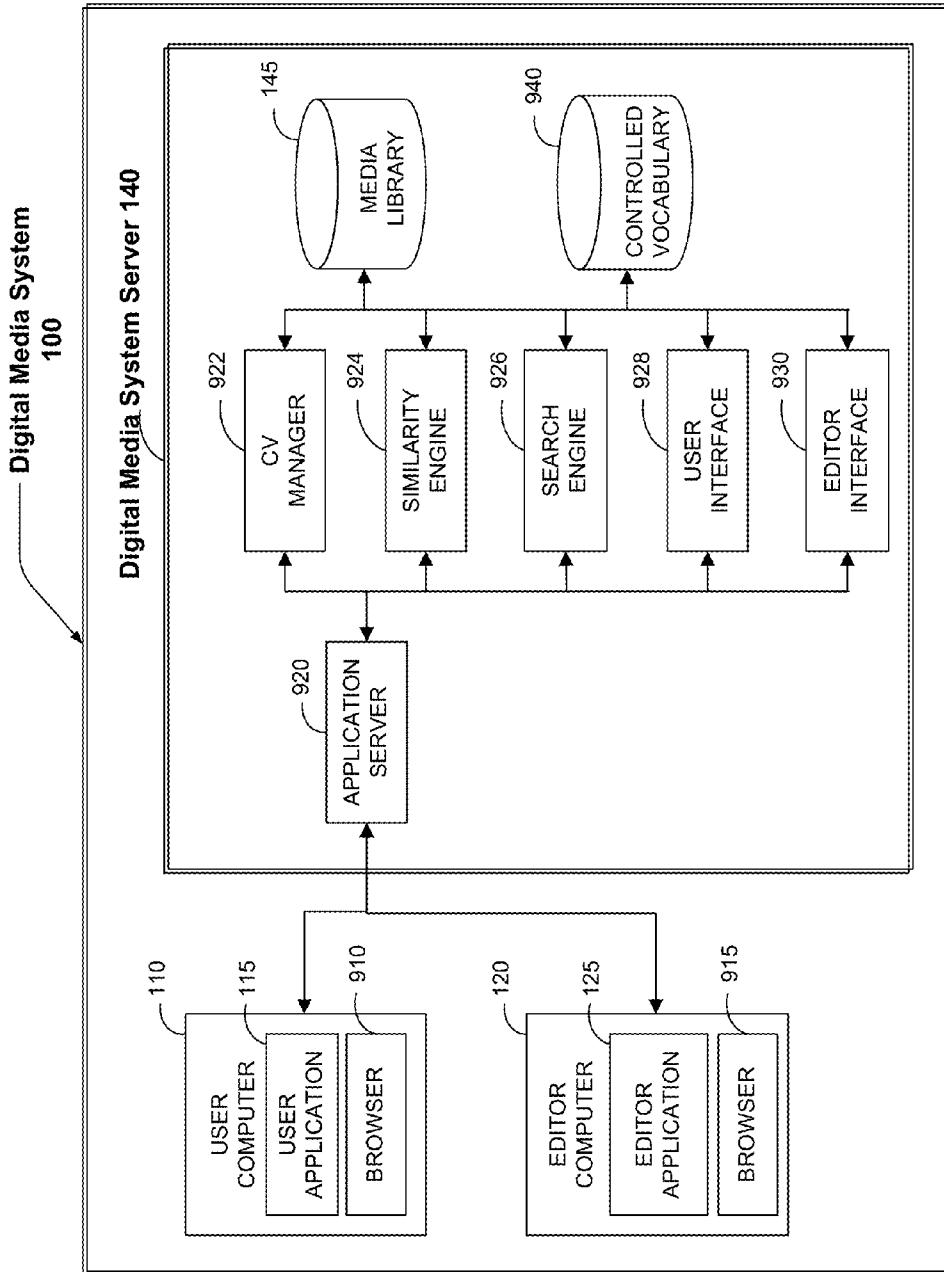 Digital Media System
100
Digital Media System Server 140
110
USER
COMPUTER
115
USER
APPLICATION
910
BROWSER
120
EDITOR
COMPUTER
125
EDITOR
APPLICATION
915
BROWSER
920
APPLICATION
SERVER
922
CV
MANAGER
924
SIMILARITY
ENGINE
926
SEARCH
ENGINE
928
USER
INTERFACE
930
EDITOR
INTERFACE
145
MEDIA
LIBRARY
940
CONTROLLED
VOCABULARY